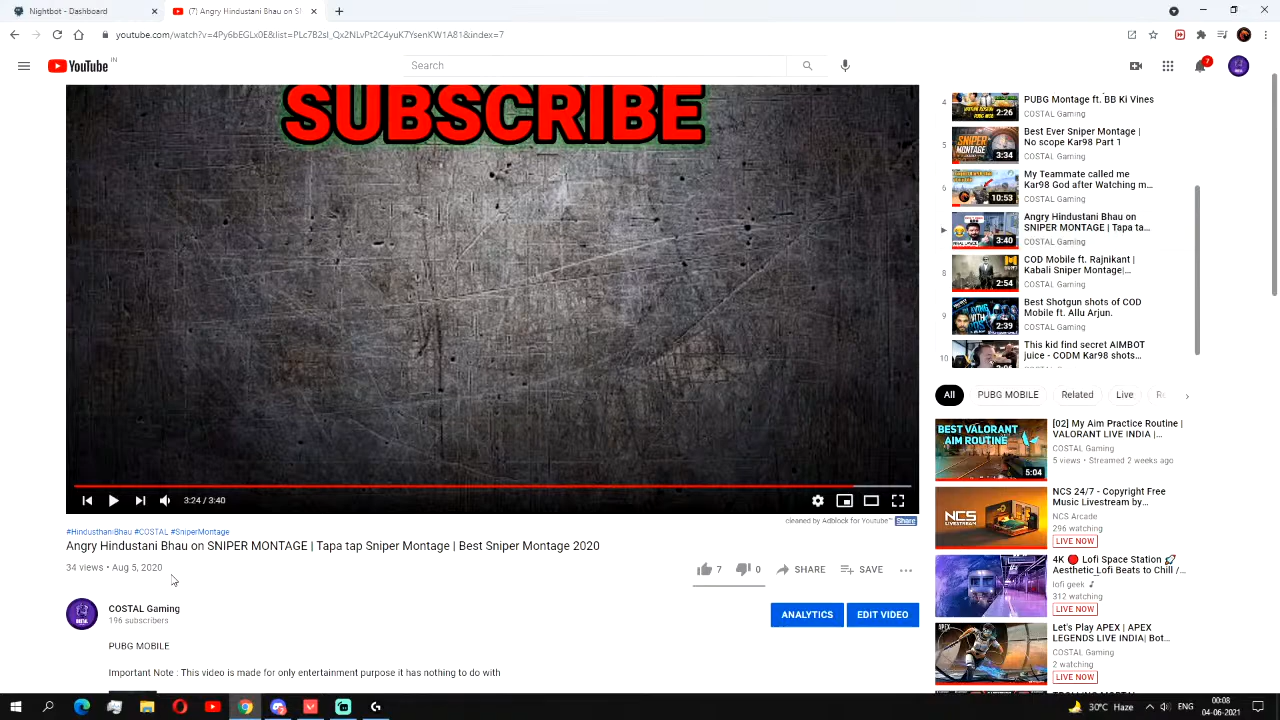 Nightbot - Dashboard
(7) Angry Hindustani Bhau on S
youtube.com/watch?v=4Py6bEGLx0E&list=PLc7B2sI_Qx2NLvPt2C4yuK7YsenKW1A81&index=7
YouTube IN
Search
7
SUBSCRIBE
3:24 / 3:40
cleaned by Adblock for Youtube™ Share
#HindusthaniBhau #COSTAL #SniperMontage
Angry Hindustani Bhau on SNIPER MONTAGE | Tapa tap Sniper Montage | Best Sniper Montage 2020
34 views • Aug 5, 2020
7
0
SHARE
SAVE
COSTAL Gaming
196 subscribers
ANALYTICS
EDIT VIDEO
PUBG MOBILE
Important Note : This video is made for only entertainment purpose it has nothing to do with
4
2:26
PUBG Montage ft. BB Ki Vines
COSTAL Gaming
5
SNIPER
MONTAGE
3:34
Best Ever Sniper Montage |
No scope Kar98 Part 1
COSTAL Gaming
6
10:53
My Teammate called me
Kar98 God after Watching m...
COSTAL Gaming
3:40
Angry Hindustani Bhau on
SNIPER MONTAGE | Tapa ta...
COSTAL Gaming
8
2:54
COD Mobile ft. Rajnikant |
Kabali Sniper Montage|...
COSTAL Gaming
9
2:39
Best Shotgun shots of COD
Mobile ft. Allu Arjun.
COSTAL Gaming
10
This kid find secret AIMBOT
juice - CODM Kar98 shots...
All
PUBG MOBILE
Related
Live
BEST VALORANT
AIM ROUTINE
5:04
[02] My Aim Practice Routine |
VALORANT LIVE INDIA |...
COSTAL Gaming
5 views • Streamed 2 weeks ago
NCS
LIVESTREAM
NCS 24/7 - Copyright Free
Music Livestream by...
NCS Arcade
296 watching
LIVE NOW
4K 🔴 Lofi Space Station 🚀
Aesthetic Lofi Beats to Chill /...
lofi geek ♪
312 watching
LIVE NOW
Let's Play APEX | APEX
LEGENDS LIVE INDIA| Bot...
COSTAL Gaming
2 watching
LIVE NOW
28°C Haze
ENG
00:08
04-06-2021